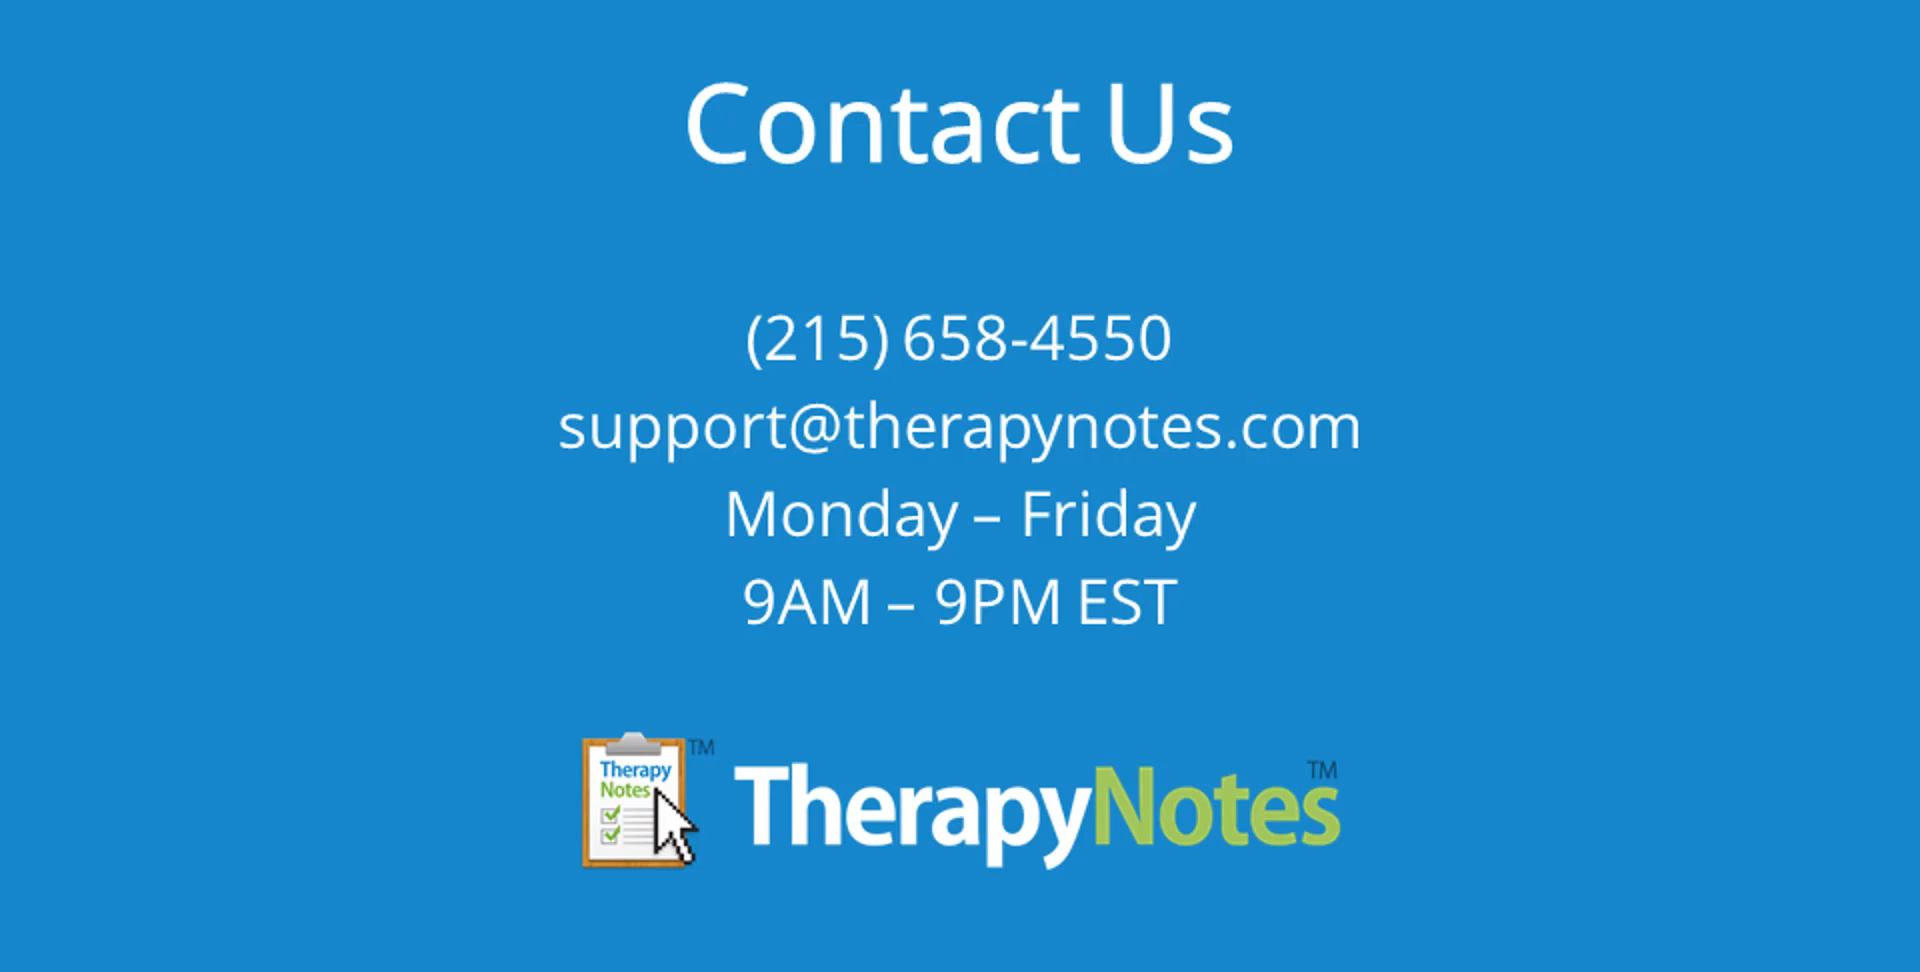 Contact Us
(215) 658-4550
support@therapynotes.com
Monday – Friday
9AM – 9PM EST
Therapy
Notes
TM
TherapyNotes
TM